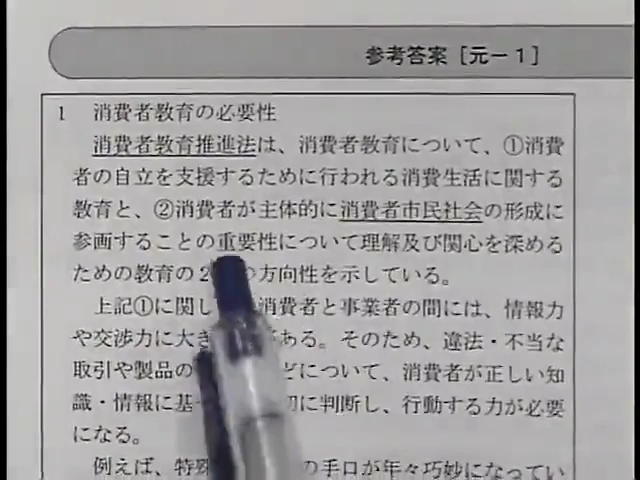 参考答案［元－1］
1　消費者教育の必要性
消費者教育推進法は、消費者教育について、①消費
者の自立を支援するために行われる消費生活に関する
教育と、②消費者が主体的に消費者市民社会の形成に
参画することの重要性について理解及び関心を深める
ための教育の2 の方向性を示している。
上記①に関し 消費者と事業者の間には、情報力
や交渉力に大き がある。そのため、違法・不当な
取引や製品の どについて、消費者が正しい知
識・情報に基 切に判断し、行動する力が必要
になる。
例えば、特殊 の手口が年々巧妙になってい